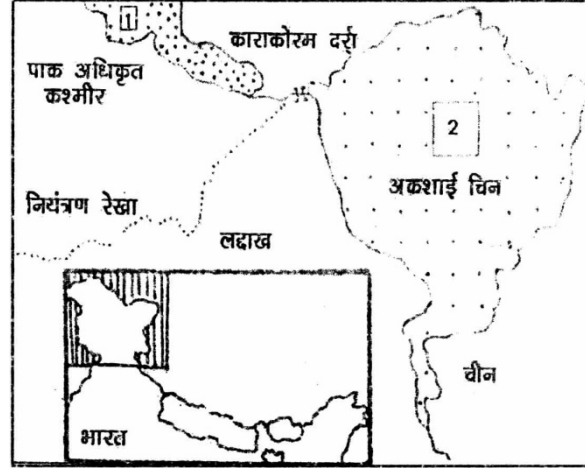 1
काराकोरम दर्रा
पाक अधिकृत
कश्मीर
2
अकशाई चिन
नियंत्रण रेखा
लद्दाख
चीन
भारत